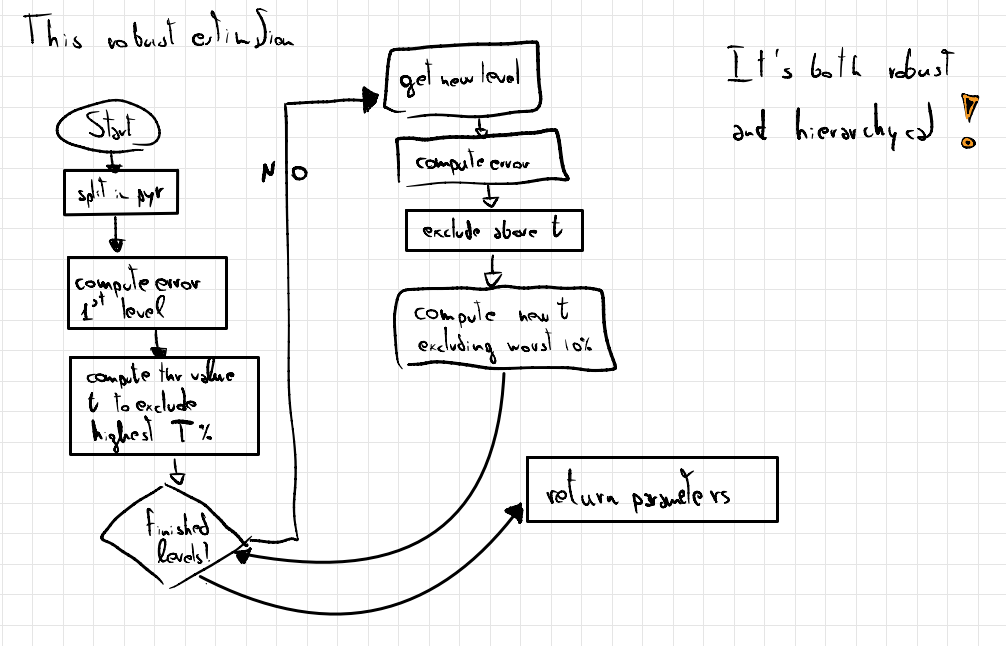 This robust estimation
It's both robust
and hierarchycal !
Start
split in pyr
compute error
1st level
compute thr value
t to exclude
highest T%
Finished
levels?
NO
get new level
compute error
exclude above t
compute new t
excluding worst 10%
return parameters